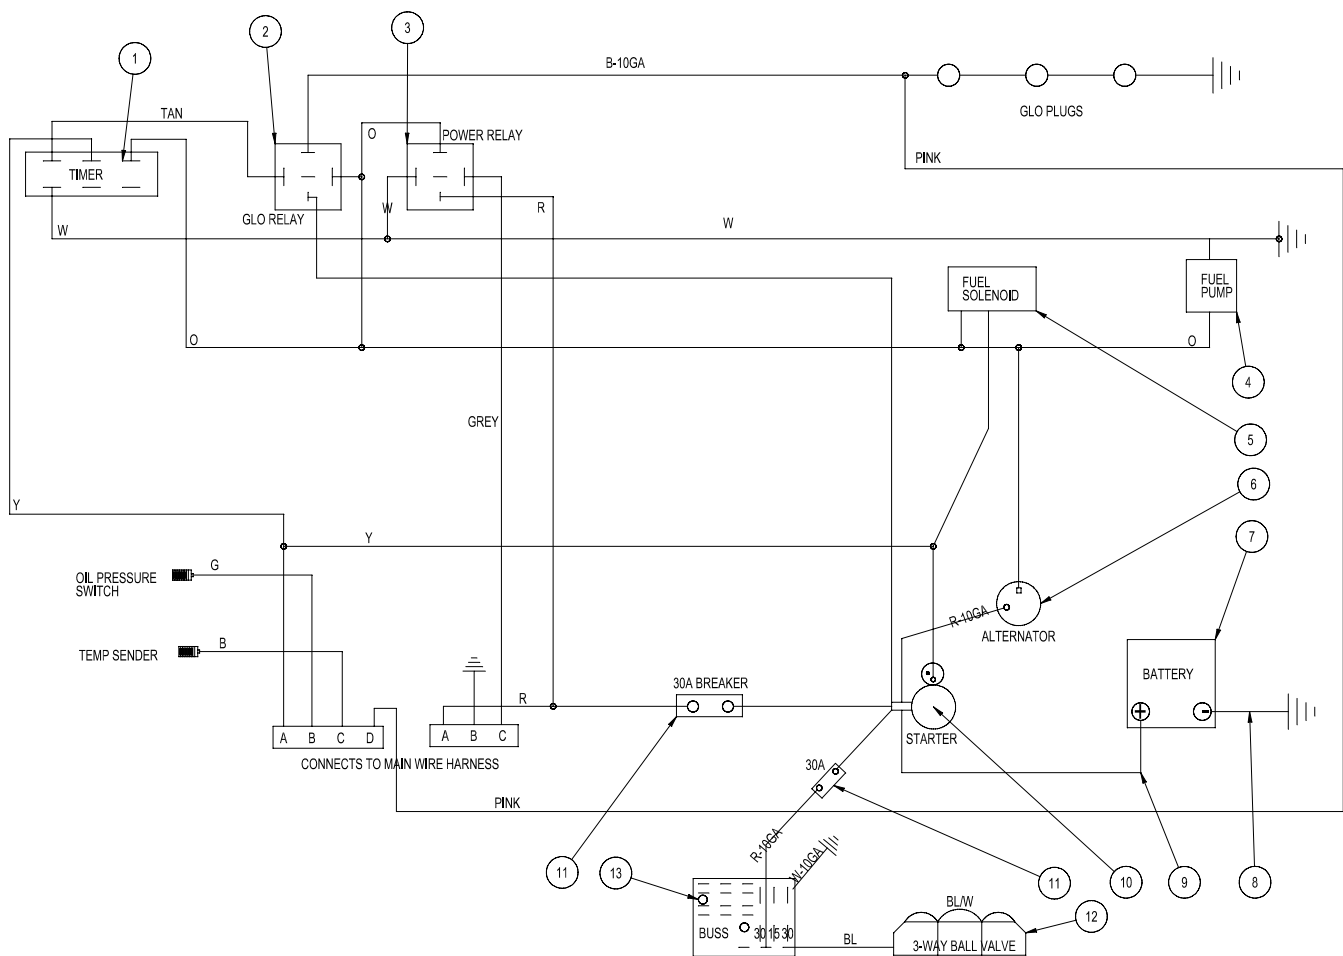 2
3
1
B-10GA
TAN
O
POWER RELAY
GLO PLUGS
PINK
TIMER
GLO RELAY
W
R
W
W
FUEL
SOLENOID
FUEL
PUMP
O
O
4
GREY
5
6
Y
Y
7
OIL PRESSURE
SWITCH
G
R-10GA
ALTERNATOR
TEMP SENDER
B
BATTERY
30A BREAKER
R
+
-
A B C D
A B C
STARTER
CONNECTS TO MAIN WIRE HARNESS
30A
PINK
R-10GA
W-10GA
11
13
11
10
9
8
BUSS
30 15 30
BL/W
BL
3-WAY BALL VALVE
12